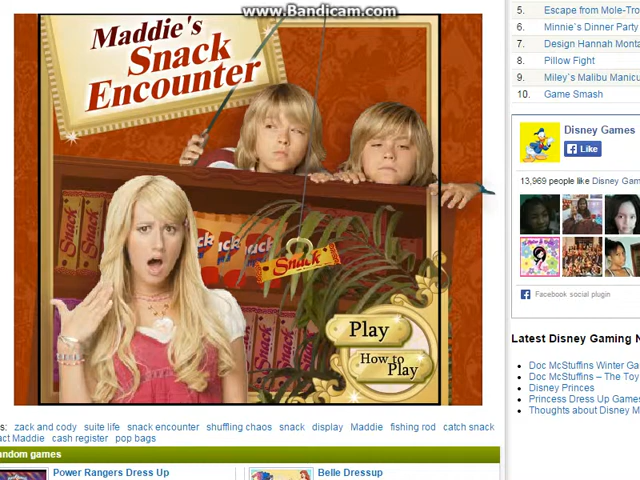 www.Bandicam.com
Maddie's
Snack
Encounter
Snack
Snack
Snack
Play
How to
Play
5. Escape from Mole-Tro
6. Minnie's Dinner Party
7. Design Hannah Monta
8. Pillow Fight
9. Miley`s Malibu Manicu
10. Game Smash
Disney Games
Like
13,969 people like Disney Gam
Facebook social plugin
Latest Disney Gaming N
Doc McStuffins Winter Ga
Doc McStuffins – The Toy
Disney Princes
Princess Dress Up Games
Thoughts about Disney M
s: zack and cody suite life snack encounter shuffling chaos snack display Maddie fishing rod catch snack
act Maddie cash register pop bags
andom games
Power Rangers Dress Up
Belle Dressup